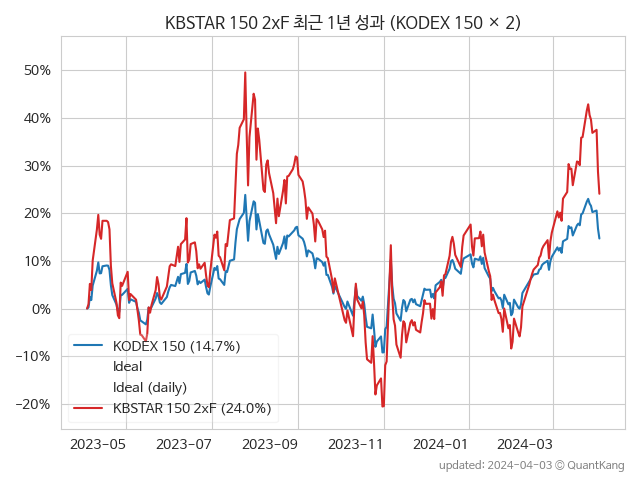 KBSTAR 150 2xF 최근 1년 성과 (KODEX 150 × 2)
50%
40%
30%
20%
10%
0%
−10%
−20%
KODEX 150 (14.7%)
Ideal
Ideal (daily)
KBSTAR 150 2xF (24.0%)
2023-05
2023-07
2023-09
2023-11
2024-01
2024-03
updated: 2024-04-03 © QuantKang